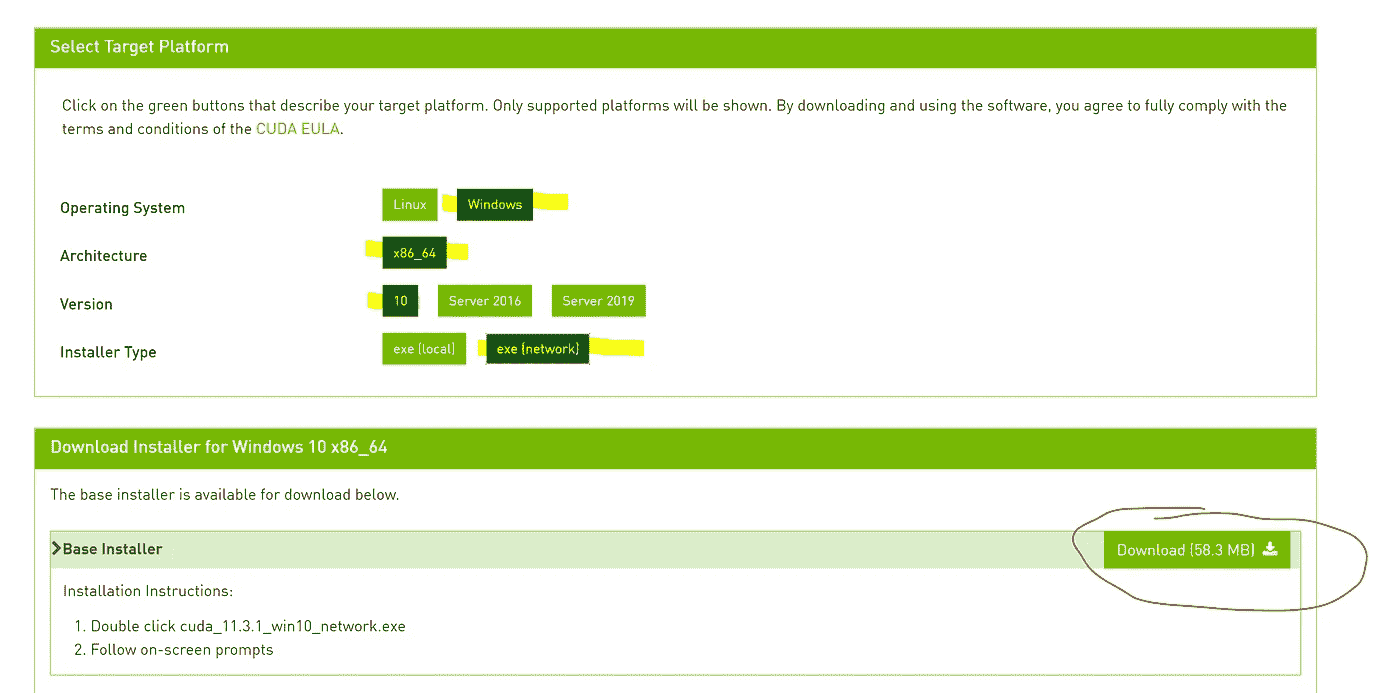 Select Target Platform
Click on the green buttons that describe your target platform. Only supported platforms will be shown. By downloading and using the software, you agree to fully comply with the
terms and conditions of the CUDA EULA.
Operating System Linux Windows
Architecture x86_64
Version 10 Server 2016 Server 2019
Installer Type exe (local) exe (network)
Download Installer for Windows 10 x86_64
The base installer is available for download below.
Base Installer Download (58.3 MB)
Installation Instructions:
1. Double click cuda_11.3.1_win10_network.exe
2. Follow on-screen prompts